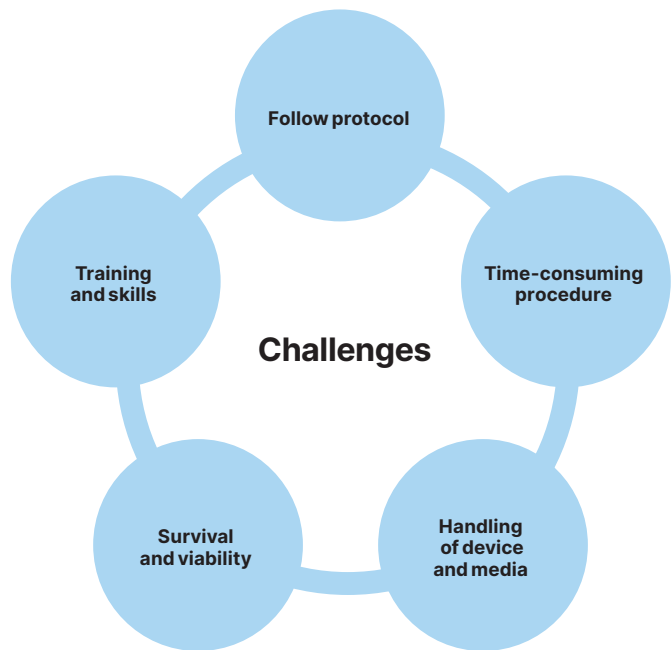 Follow protocol
Time-consuming
procedure
Training
and skills
Challenges
Survival
and viability
Handling
of device
and media